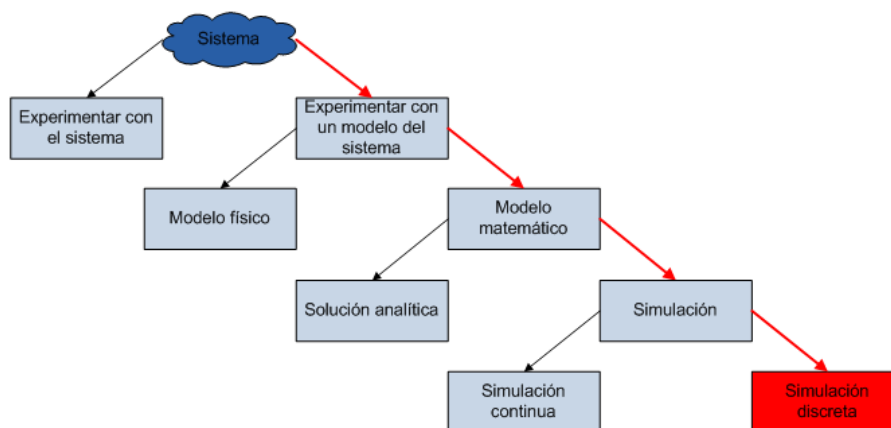 Sistema
Experimentar con
el sistema
Experimentar con
un modelo del
sistema
Modelo físico
Modelo
matemático
Solución analítica
Simulación
Simulación
continua
Simulación
discreta